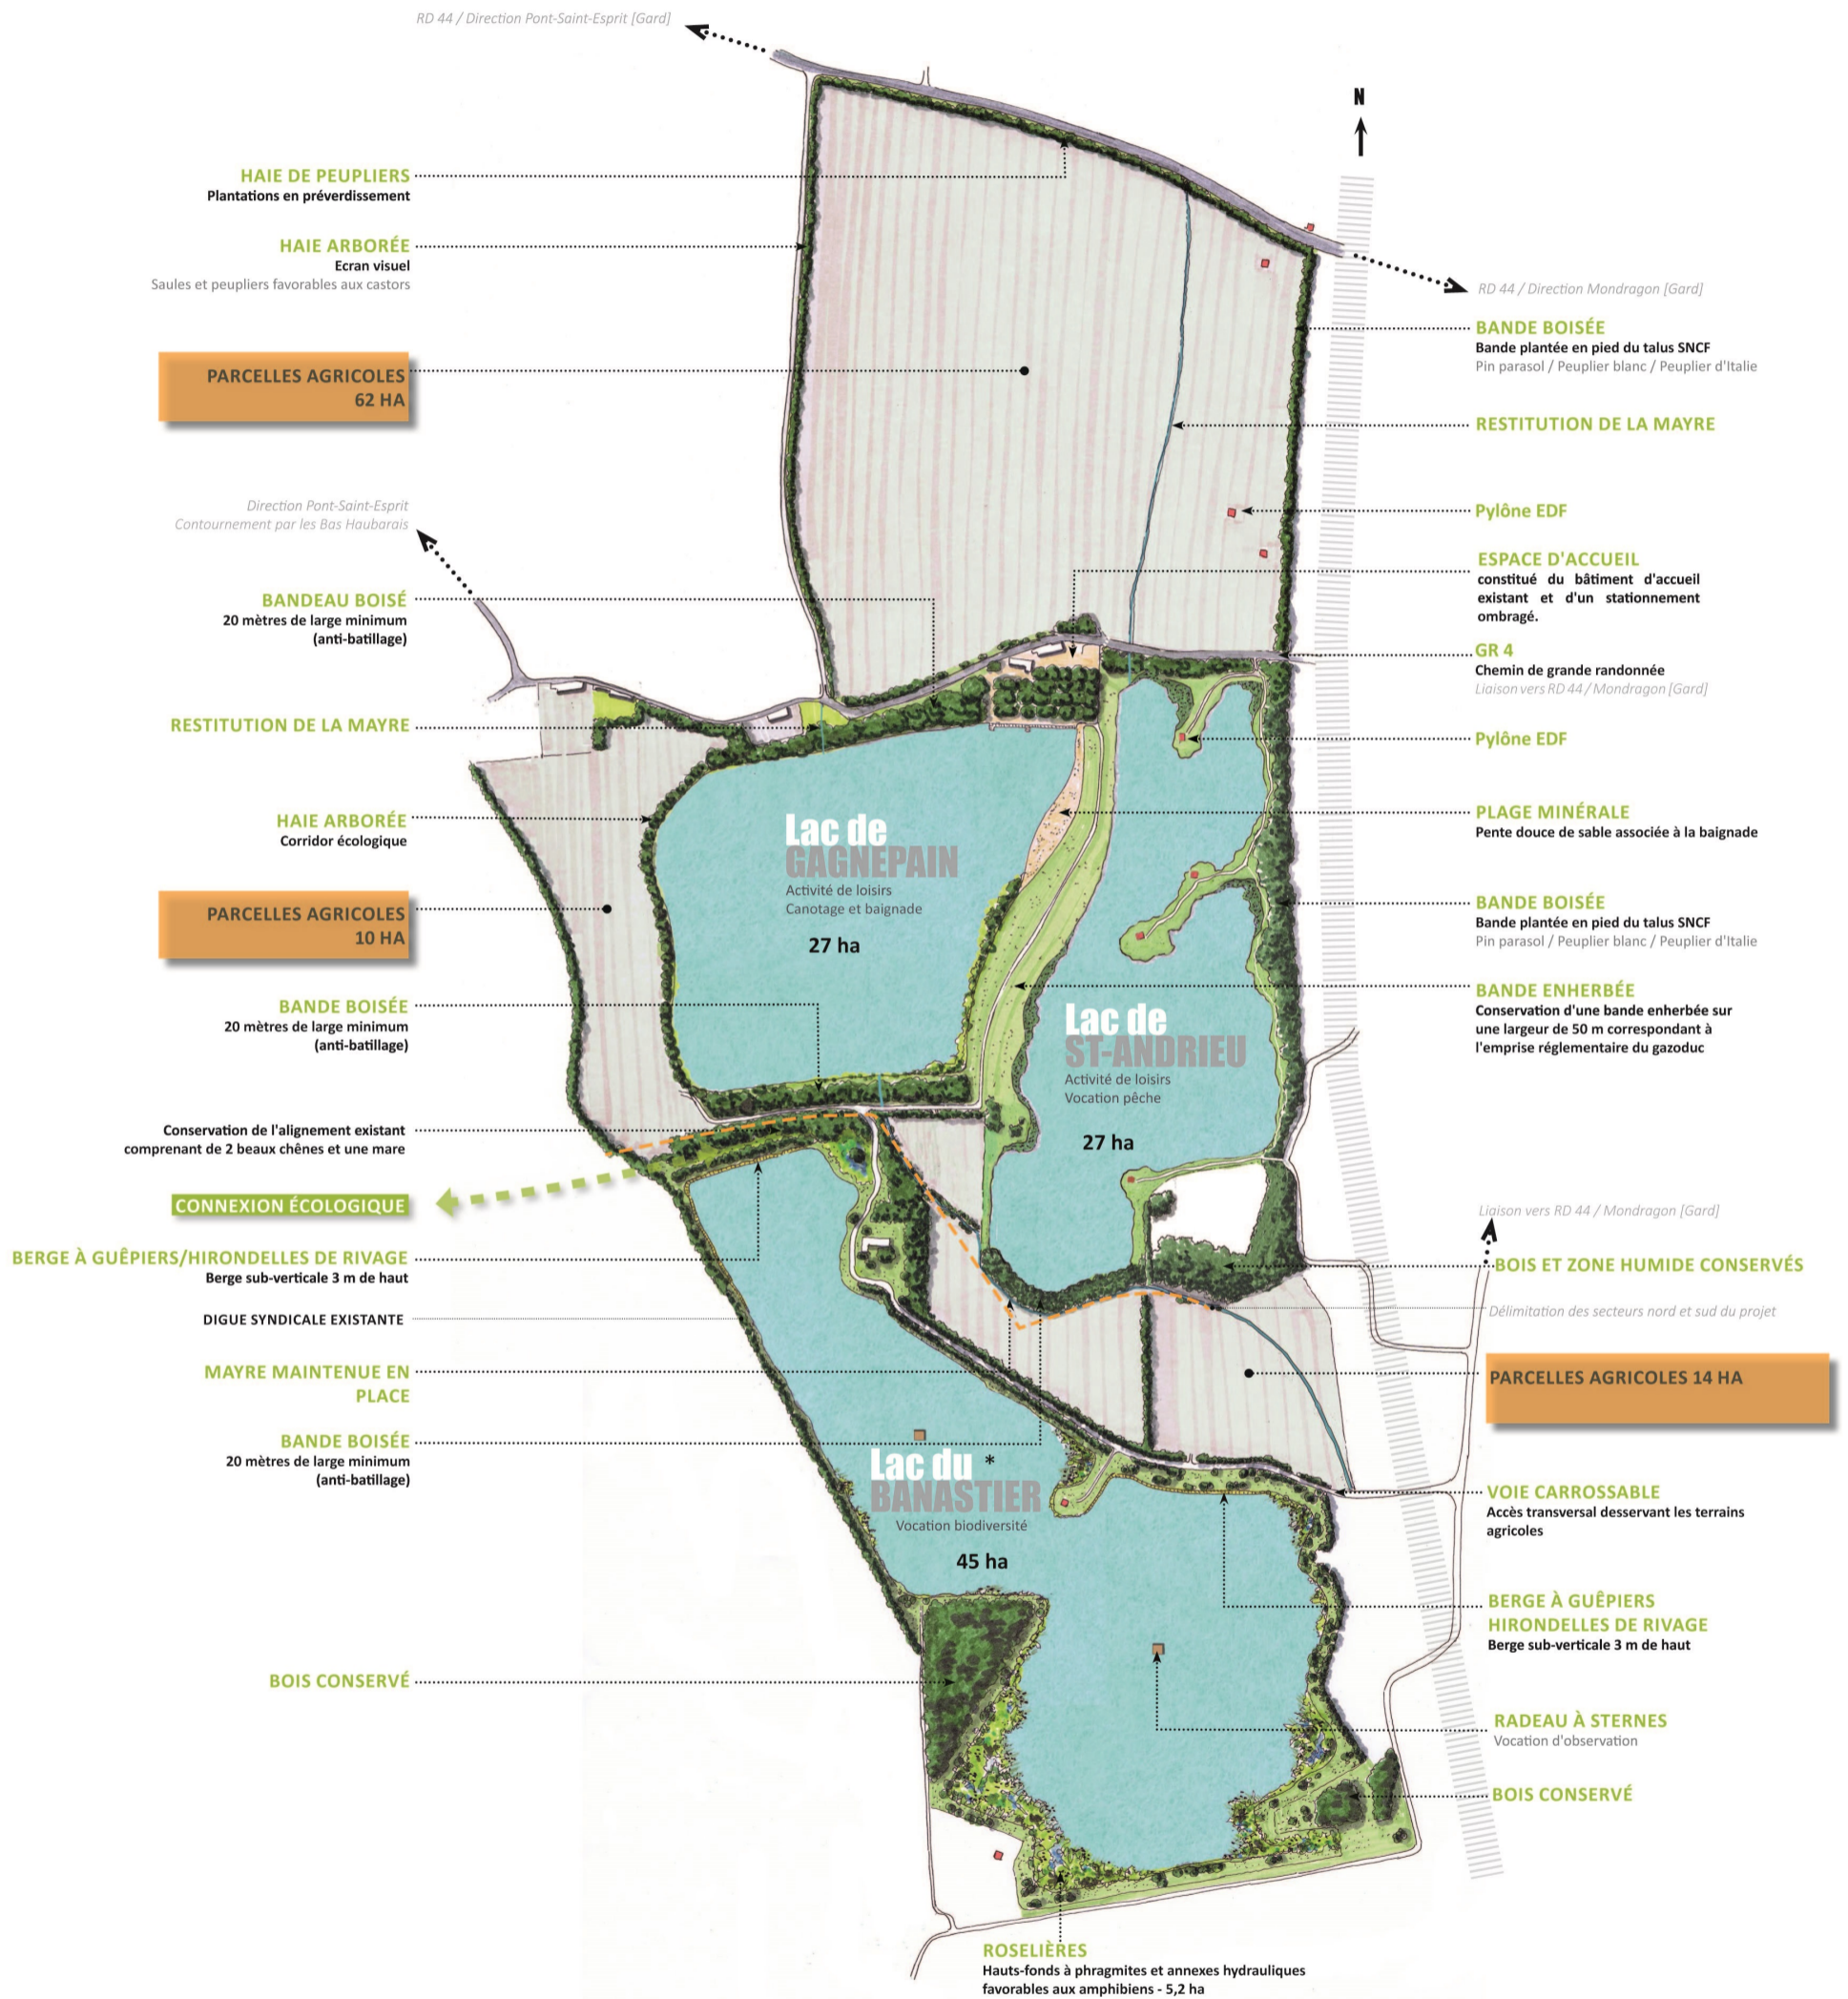 RD 44 / Direction Pont-Saint-Esprit [Gard]
N
HAIE DE PEUPLIERS
Plantations en préverdissement
HAIE ARBORÉE
Ecran visuel
Saules et peupliers favorables aux castors
PARCELLES AGRICOLES
62 HA
Direction Pont-Saint-Esprit
Contournement par les Bas Haubarais
BANDEAU BOISÉ
20 mètres de large minimum
(anti-batillage)
RESTITUTION DE LA MAYRE
HAIE ARBORÉE
Corridor écologique
PARCELLES AGRICOLES
10 HA
BANDE BOISÉE
20 mètres de large minimum
(anti-batillage)
Conservation de l'alignement existant
comprenant de 2 beaux chênes et une mare
CONNEXION ÉCOLOGIQUE
BERGE À GUÊPIERS/HIRONDELLES DE RIVAGE
Berge sub-verticale 3 m de haut
DIGUE SYNDICALE EXISTANTE
MAYRE MAINTENUE EN
PLACE
BANDE BOISÉE
20 mètres de large minimum
(anti-batillage)
BOIS CONSERVÉ
Lac de
GAGNEPAIN
Activité de loisirs
Canotage et baignade
27 ha
Lac de
ST-ANDRIEU
Activité de loisirs
Vocation pêche
27 ha
Lac du *
BANASTIER
Vocation biodiversité
45 ha
RD 44 / Direction Mondragon [Gard]
BANDE BOISÉE
Bande plantée en pied du talus SNCF
Pin parasol / Peuplier blanc / Peuplier d'Italie
RESTITUTION DE LA MAYRE
Pylône EDF
ESPACE D'ACCUEIL
constitué du bâtiment d'accueil
existant et d'un stationnement
ombragé.
GR 4
Chemin de grande randonnée
Liaison vers RD 44 / Mondragon [Gard]
Pylône EDF
PLAGE MINÉRALE
Pente douce de sable associée à la baignade
BANDE BOISÉE
Bande plantée en pied du talus SNCF
Pin parasol / Peuplier blanc / Peuplier d'Italie
BANDE ENHERBÉE
Conservation d'une bande enherbée sur
une largeur de 50 m correspondant à
l'emprise réglementaire du gazoduc
Liaison vers RD 44 / Mondragon [Gard]
BOIS ET ZONE HUMIDE CONSERVÉS
Délimitation des secteurs nord et sud du projet
PARCELLES AGRICOLES 14 HA
VOIE CARROSSABLE
Accès transversal desservant les terrains
agricoles
BERGE À GUÊPIERS
HIRONDELLES DE RIVAGE
Berge sub-verticale 3 m de haut
RADEAU À STERNES
Vocation d'observation
BOIS CONSERVÉ
ROSELIÈRES
Hauts-fonds à phragmites et annexes hydrauliques
favorables aux amphibiens - 5,2 ha